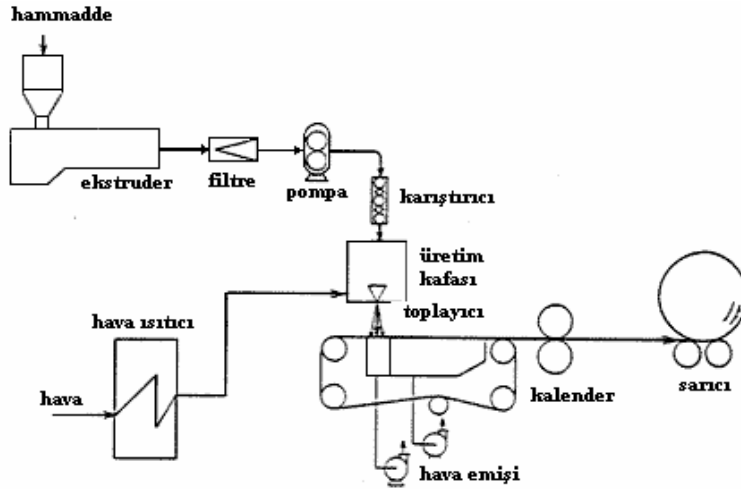 hammadde
ekstruder
filtre
pompa
karıştırıcı
üretim
kafası
toplayıcı
hava ısıtıcı
hava
kalender
sarıcı
hava emişi